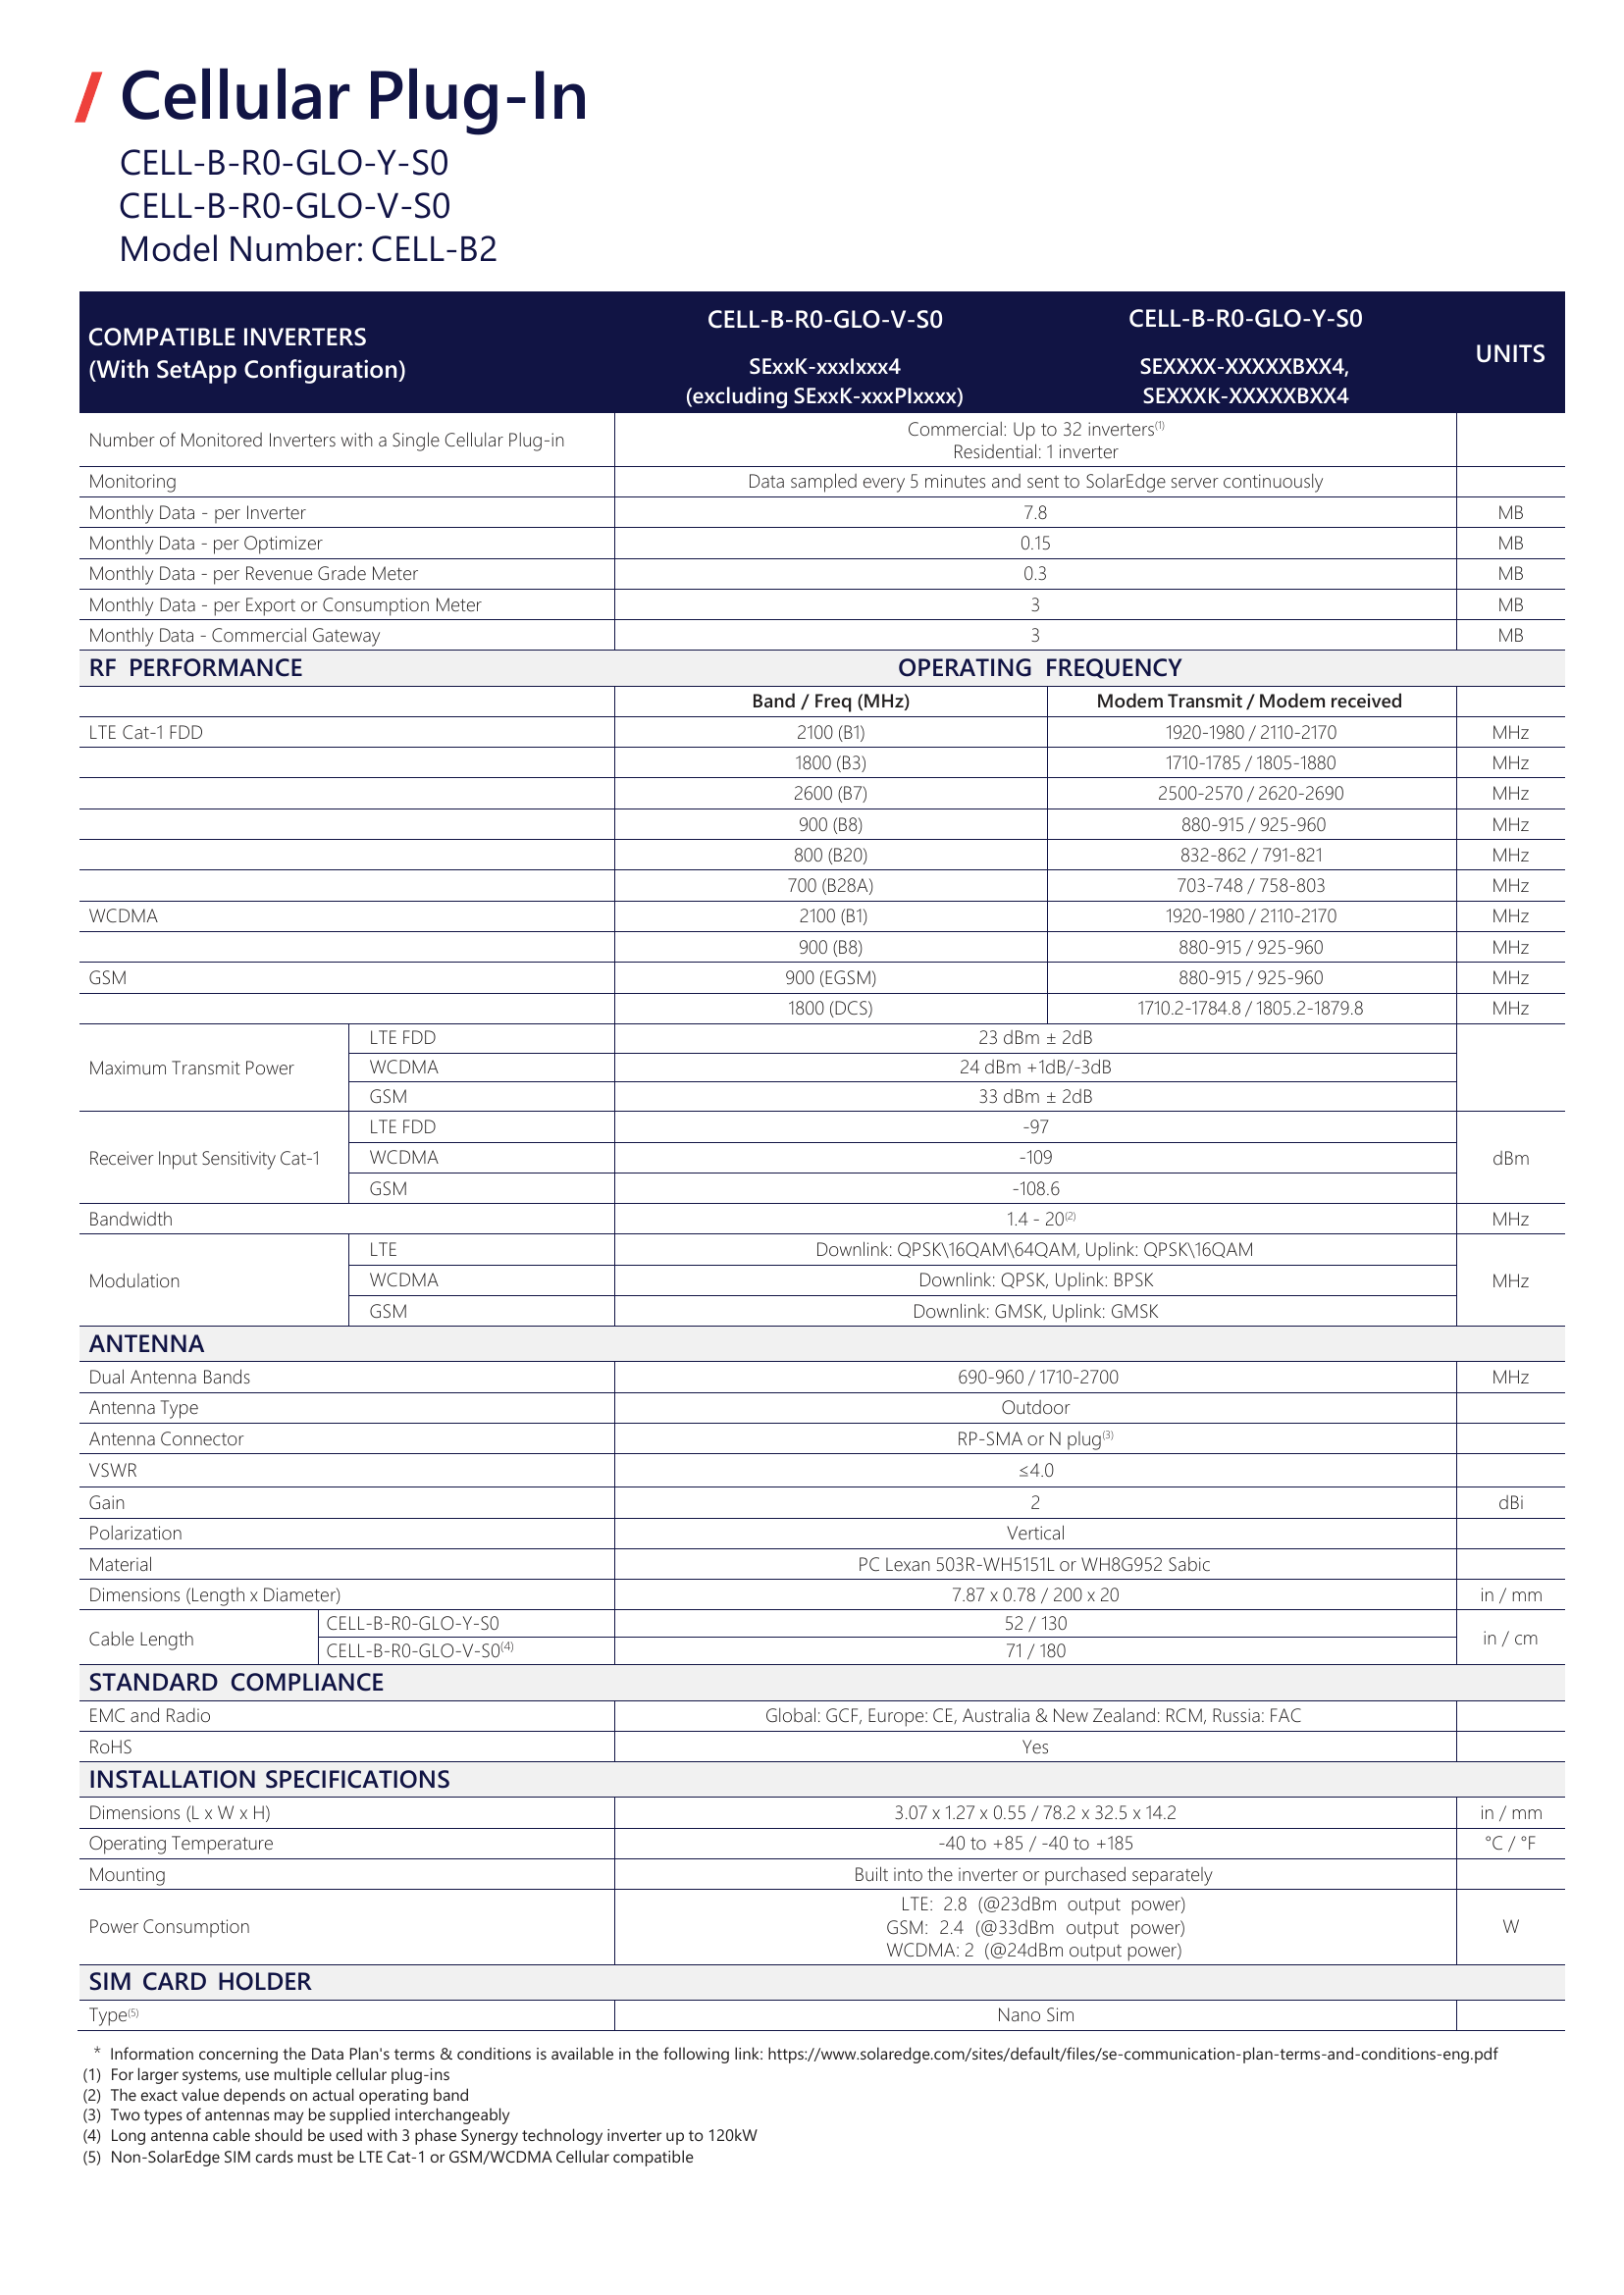 / Cellular Plug-In
CELL-B-R0-GLO-Y-S0
CELL-B-R0-GLO-V-S0
Model Number: CELL-B2
COMPATIBLE INVERTERS
(With SetApp Configuration)
CELL-B-R0-GLO-V-S0
SExxK-xxxIxxx4
(excluding SExxK-xxxPIxxxx)
CELL-B-R0-GLO-Y-S0
SEXXXX-XXXXXBXX4,
SEXXXK-XXXXXBXX4
UNITS
Number of Monitored Inverters with a Single Cellular Plug-in
Commercial: Up to 32 inverters(1)
Residential: 1 inverter
Monitoring Data sampled every 5 minutes and sent to SolarEdge server continuously
Monthly Data - per Inverter 7.8 MB
Monthly Data - per Optimizer 0.15 MB
Monthly Data - per Revenue Grade Meter 0.3 MB
Monthly Data - per Export or Consumption Meter 3 MB
Monthly Data - Commercial Gateway 3 MB
RF PERFORMANCE OPERATING FREQUENCY
Band / Freq (MHz) Modem Transmit / Modem received
LTE Cat-1 FDD 2100 (B1) 1920-1980 / 2110-2170 MHz
1800 (B3) 1710-1785 / 1805-1880 MHz
2600 (B7) 2500-2570 / 2620-2690 MHz
900 (B8) 880-915 / 925-960 MHz
800 (B20) 832-862 / 791-821 MHz
700 (B28A) 703-748 / 758-803 MHz
WCDMA 2100 (B1) 1920-1980 / 2110-2170 MHz
900 (B8) 880-915 / 925-960 MHz
GSM 900 (EGSM) 880-915 / 925-960 MHz
1800 (DCS) 1710.2-1784.8 / 1805.2-1879.8 MHz
Maximum Transmit Power
LTE FDD 23 dBm ± 2dB
WCDMA 24 dBm +1dB/-3dB
GSM 33 dBm ± 2dB
Receiver Input Sensitivity Cat-1
LTE FDD -97
WCDMA -109 dBm
GSM -108.6
Bandwidth 1.4 - 20(2) MHz
Modulation
LTE Downlink: QPSK\16QAM\64QAM, Uplink: QPSK\16QAM
WCDMA Downlink: QPSK, Uplink: BPSK MHz
GSM Downlink: GMSK, Uplink: GMSK
ANTENNA
Dual Antenna Bands 690-960 / 1710-2700 MHz
Antenna Type Outdoor
Antenna Connector RP-SMA or N plug(3)
VSWR ≤4.0
Gain 2 dBi
Polarization Vertical
Material PC Lexan 503R-WH5151L or WH8G952 Sabic
Dimensions (Length x Diameter) 7.87 x 0.78 / 200 x 20 in / mm
Cable Length
CELL-B-R0-GLO-Y-S0 52 / 130
CELL-B-R0-GLO-V-S0(4) 71 / 180
in / cm
STANDARD COMPLIANCE
EMC and Radio Global: GCF, Europe: CE, Australia & New Zealand: RCM, Russia: FAC
RoHS Yes
INSTALLATION SPECIFICATIONS
Dimensions (L x W x H) 3.07 x 1.27 x 0.55 / 78.2 x 32.5 x 14.2 in / mm
Operating Temperature -40 to +85 / -40 to +185 °C / °F
Mounting Built into the inverter or purchased separately
Power Consumption
LTE: 2.8 (@23dBm output power)
GSM: 2.4 (@33dBm output power)
WCDMA: 2 (@24dBm output power)
W
SIM CARD HOLDER
Type(5) Nano Sim
* Information concerning the Data Plan's terms & conditions is available in the following link: https://www.solaredge.com/sites/default/files/se-communication-plan-terms-and-conditions-eng.pdf
(1) For larger systems, use multiple cellular plug-ins
(2) The exact value depends on actual operating band
(3) Two types of antennas may be supplied interchangeably
(4) Long antenna cable should be used with 3 phase Synergy technology inverter up to 120kW
(5) Non-SolarEdge SIM cards must be LTE Cat-1 or GSM/WCDMA Cellular compatible